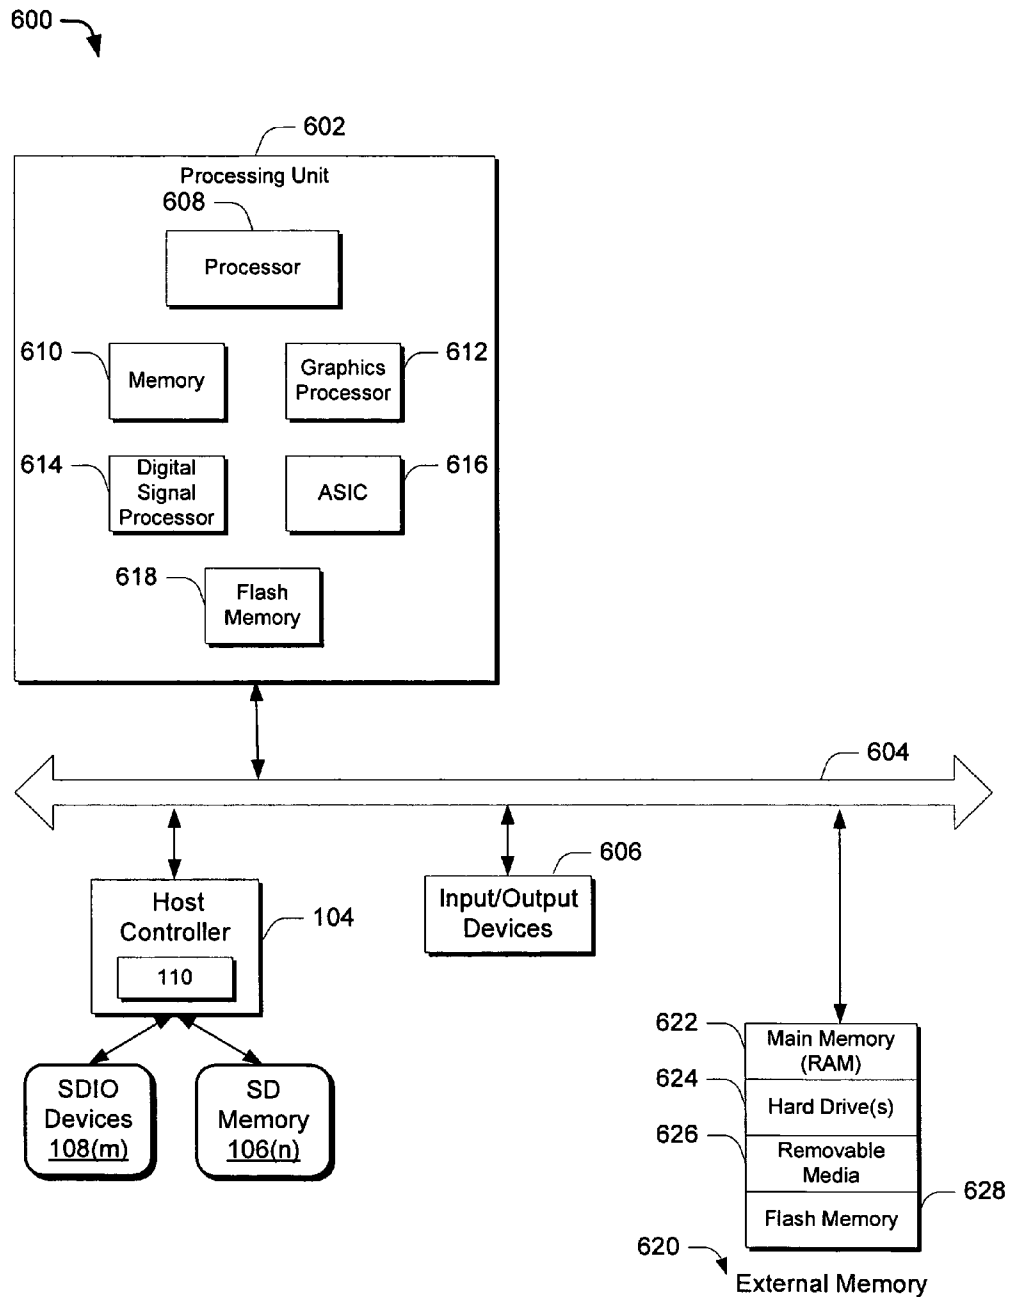 600
602
Processing Unit
608
Processor
610
Memory
Graphics
Processor
612
614
Digital
Signal
Processor
ASIC
616
618
Flash
Memory
604
606
Host
Controller
104
110
Input/Output
Devices
SDIO
Devices
108(m)
SD
Memory
106(n)
622
Main Memory
(RAM)
624
Hard Drive(s)
626
Removable
Media
628
Flash Memory
620
External Memory